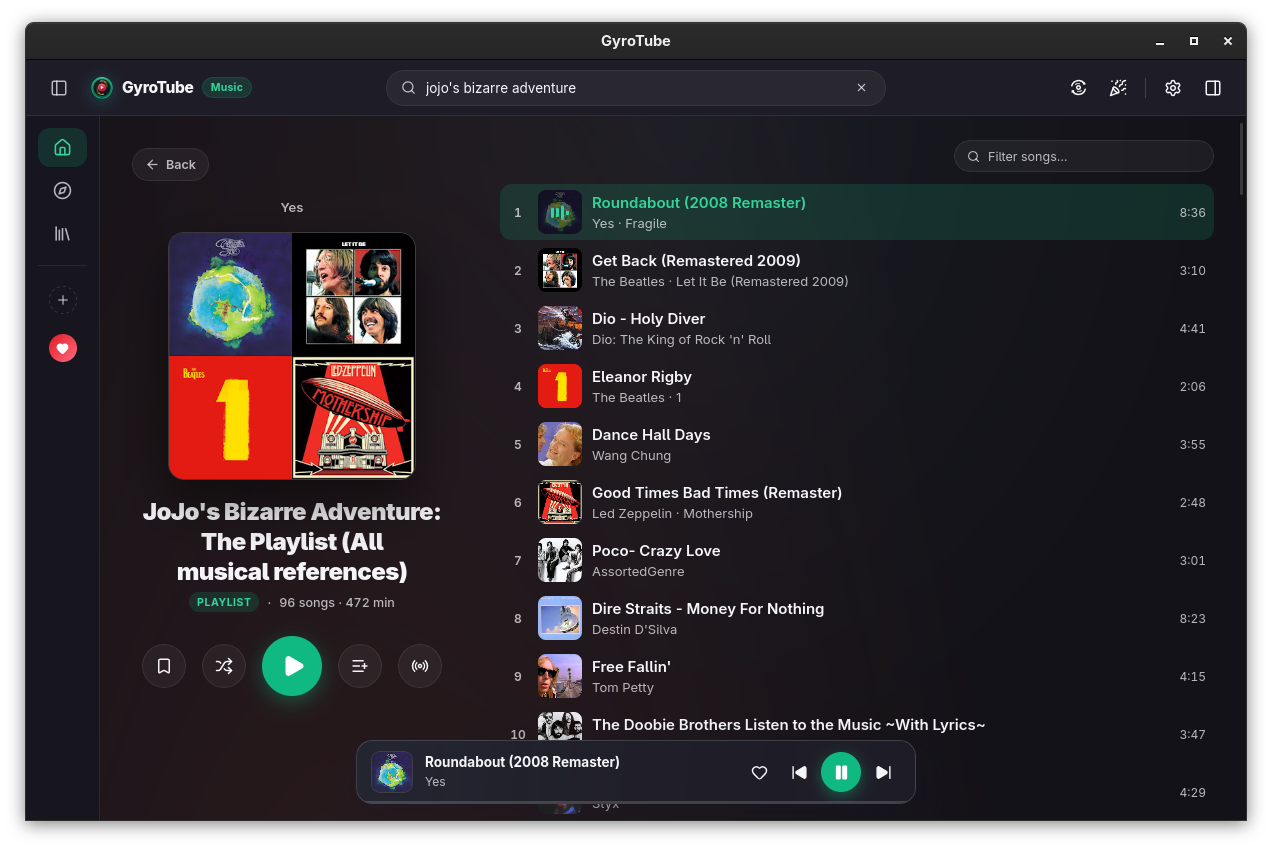 GyroTube
GyroTube
Music
jojo's bizarre adventure
Back
Filter songs...
Yes
LET IT BE
THE BEATLES
1
LED ZEPPELIN
MOTHERSHIP
JoJo's Bizarre Adventure:
The Playlist (All
musical references)
PLAYLIST · 96 songs · 472 min
1
Roundabout (2008 Remaster)
Yes · Fragile
8:36
2
Get Back (Remastered 2009)
The Beatles · Let It Be (Remastered 2009)
3:10
3
Dio - Holy Diver
Dio: The King of Rock 'n' Roll
4:41
4
Eleanor Rigby
The Beatles · 1
2:06
5
Dance Hall Days
Wang Chung
3:55
6
Good Times Bad Times (Remaster)
Led Zeppelin · Mothership
2:48
7
Poco- Crazy Love
AssortedGenre
3:01
8
Dire Straits - Money For Nothing
Destin D'Silva
8:23
9
Free Fallin'
Tom Petty
4:15
10
The Doobie Brothers Listen to the Music ~With Lyrics~
3:47
Styx
4:29
Roundabout (2008 Remaster)
Yes